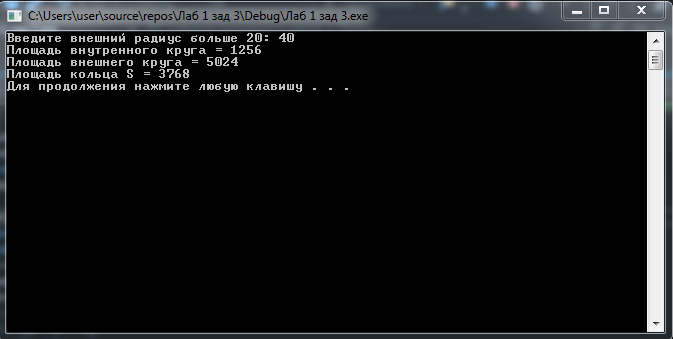 C:\Users\user\source\repos\Лаб 1 зад 3\Debug\Лаб 1 зад 3.exe
Введите внешний радиус больше 20: 40
Площадь внутренного круга = 1256
Площадь внешнего круга = 5024
Площадь кольца S = 3768
Для продолжения нажмите любую клавишу . . .